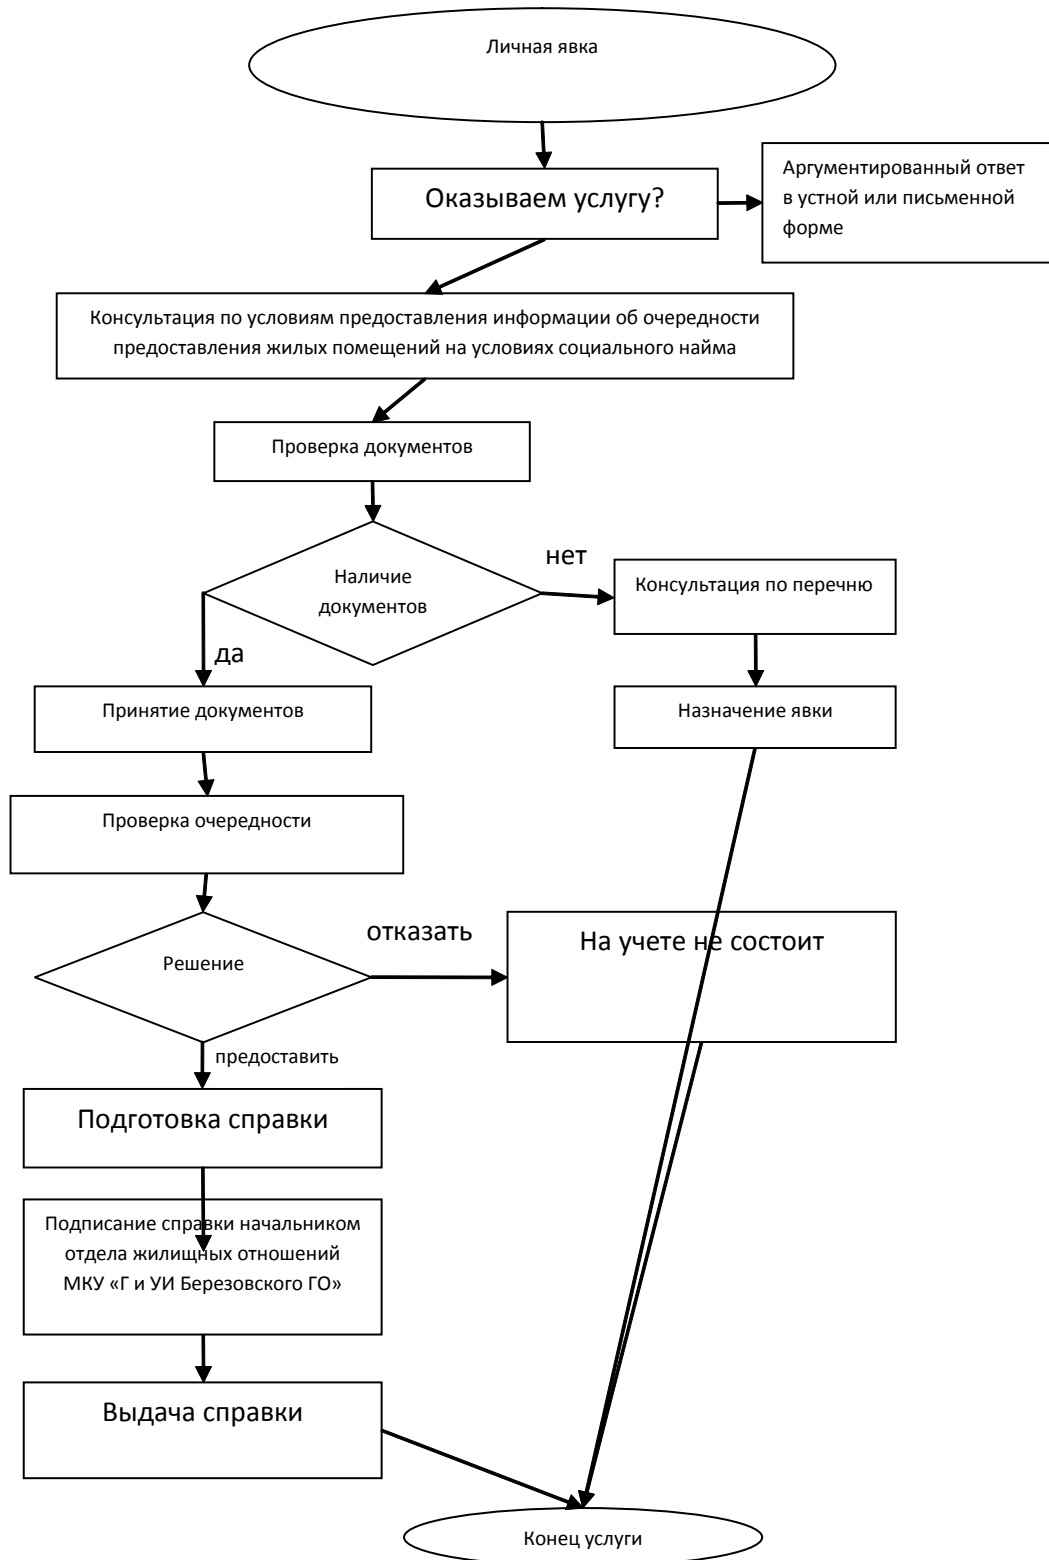 Личная явка
Оказываем услугу?
Аргументированный ответ
в устной или письменной
форме
Консультация по условиям предоставления информации об очередности
предоставления жилых помещений на условиях социального найма
Проверка документов
Наличие
документов
нет
Консультация по перечню
да
Принятие документов
Назначение явки
Проверка очередности
Решение
отказать
На учете не состоит
предоставить
Подготовка справки
Подписание справки начальником
отдела жилищных отношений
МКУ «Г и УИ Березовского ГО»
Выдача справки
Конец услуги